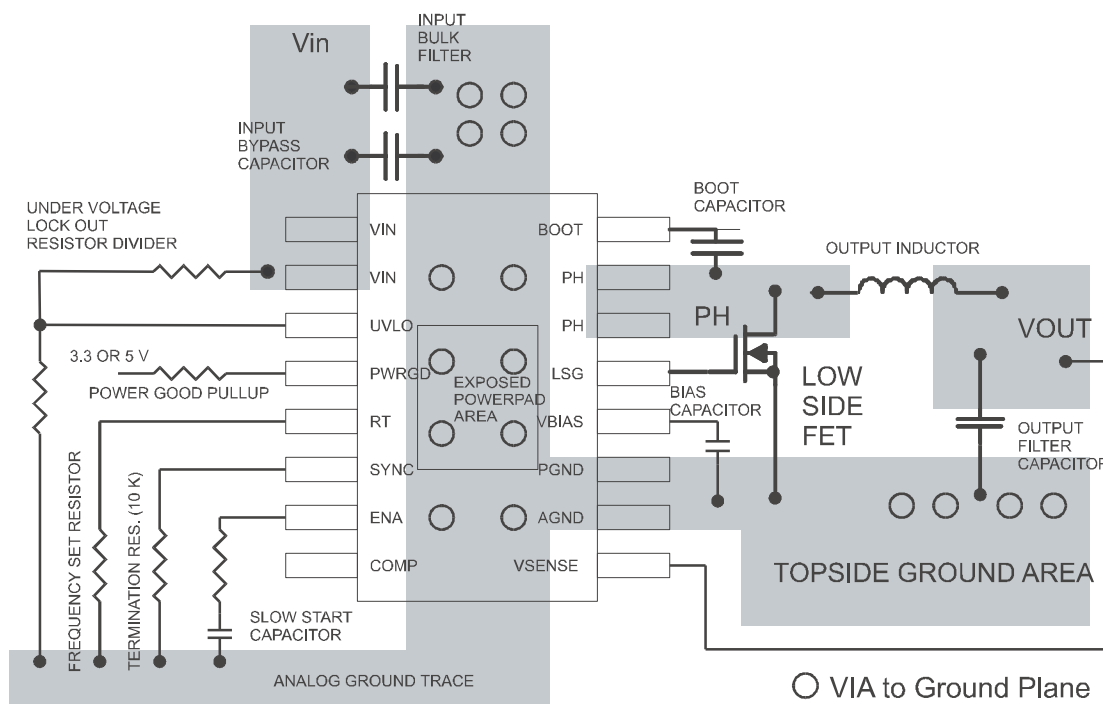 INPUT
BULK
FILTER
Vin
INPUT
BYPASS
CAPACITOR
BOOT
CAPACITOR
UNDER VOLTAGE
LOCK OUT
RESISTOR DIVIDER
OUTPUT INDUCTOR
VIN
BOOT
VIN
PH
UVLO
PH
PH
VOUT
3.3 OR 5 V
PWRGD
LSG
POWER GOOD PULLUP
EXPOSED
POWERPAD
AREA
BIAS
CAPACITOR
LOW
SIDE
FET
RT
VBIAS
OUTPUT
FILTER
CAPACITOR
SYNC
PGND
ENA
AGND
COMP
VSENSE
FREQUENCY SET RESISTOR
TERMINATION RES. (10 K)
SLOW START
CAPACITOR
TOPSIDE GROUND AREA
ANALOG GROUND TRACE
VIA to Ground Plane